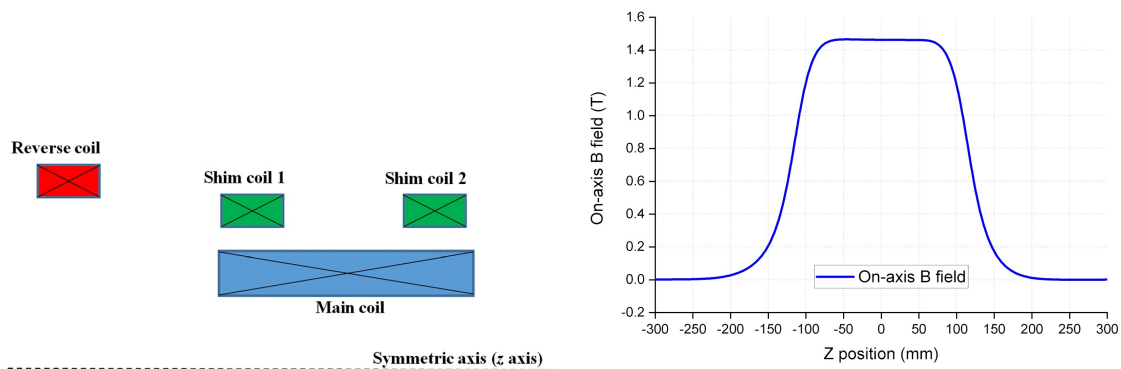 Reverse coil
Shim coil 1
Shim coil 2
Main coil
Symmetric axis (z axis)
On-axis B field (T)
1.6
1.4
1.2
1.0
0.8
0.6
0.4
0.2
0.0
-0.2
On-axis B field
-300 -250 -200 -150 -100 -50 0 50 100 150 200 250 300
Z position (mm)